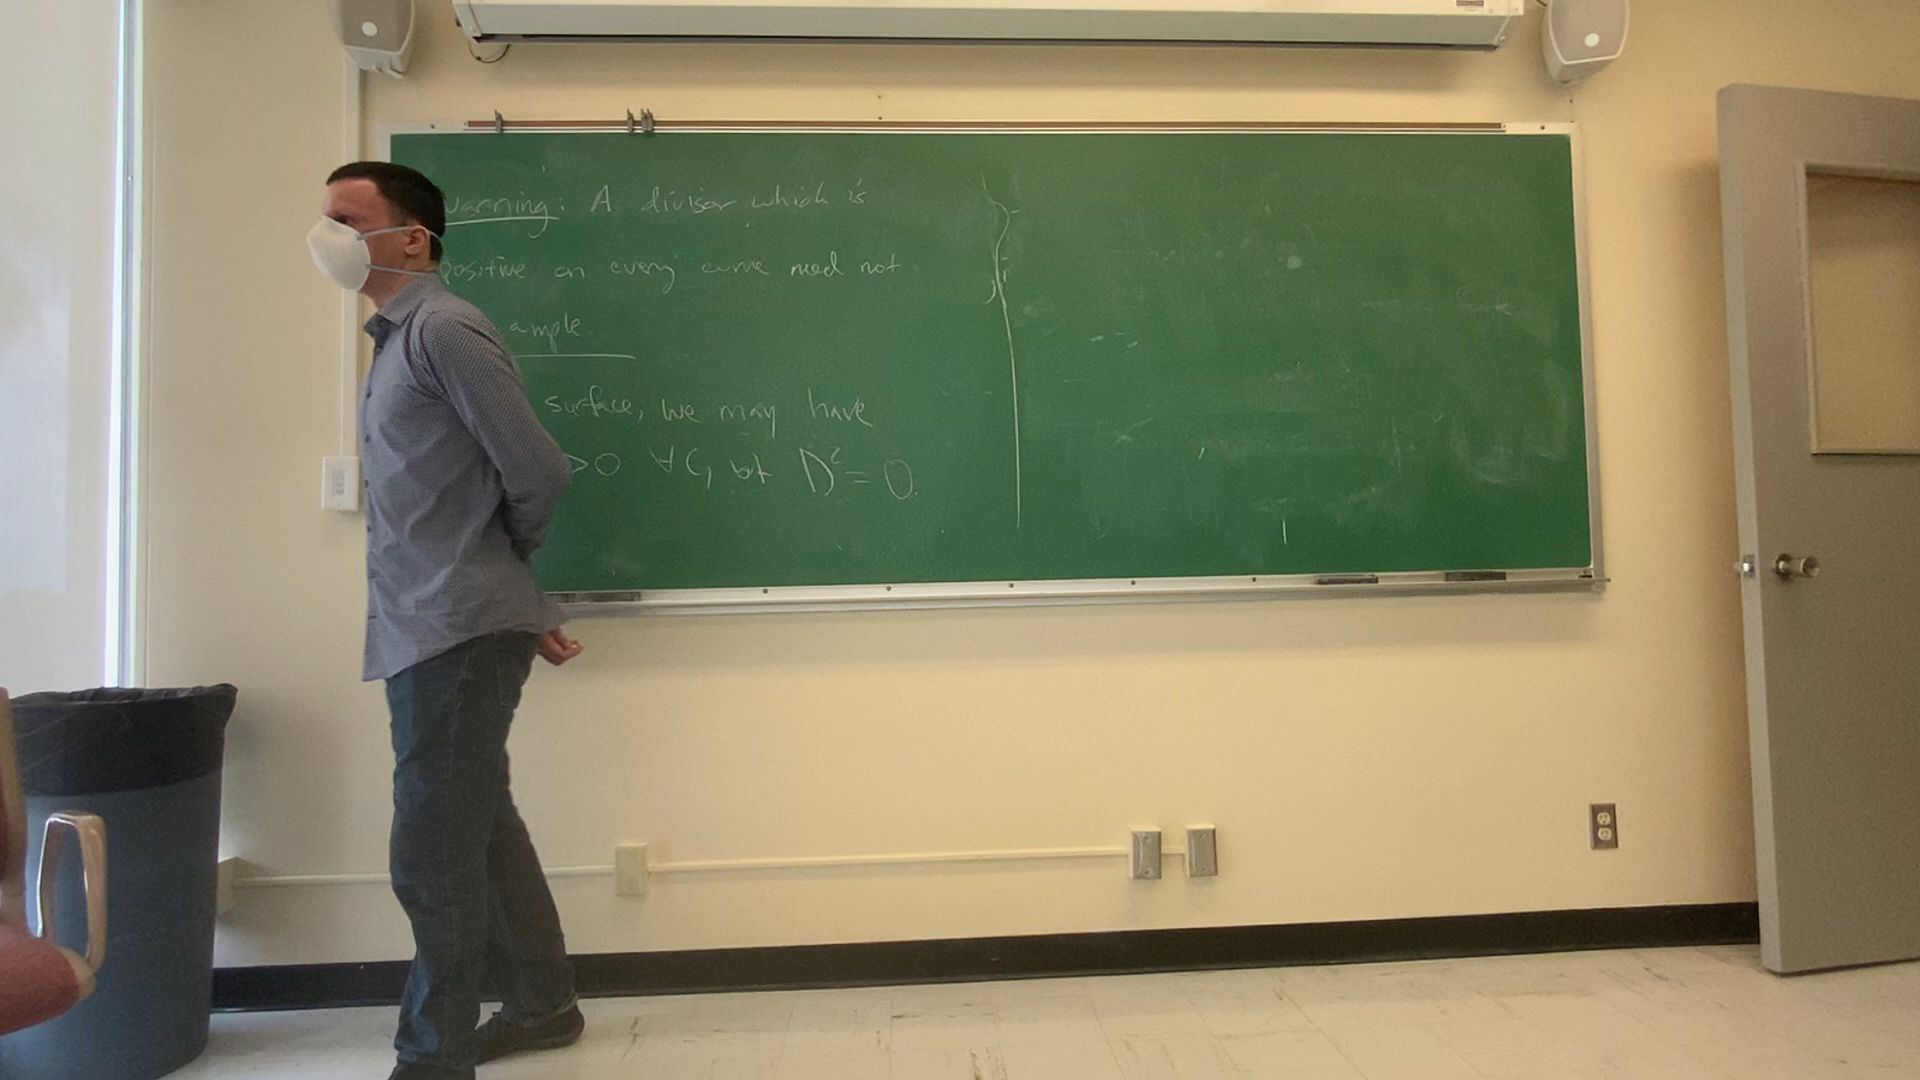 Warning: A divisor which is
positive on every curve need not
ample.
surface, we may have
>0 ∀C, but D² = 0.